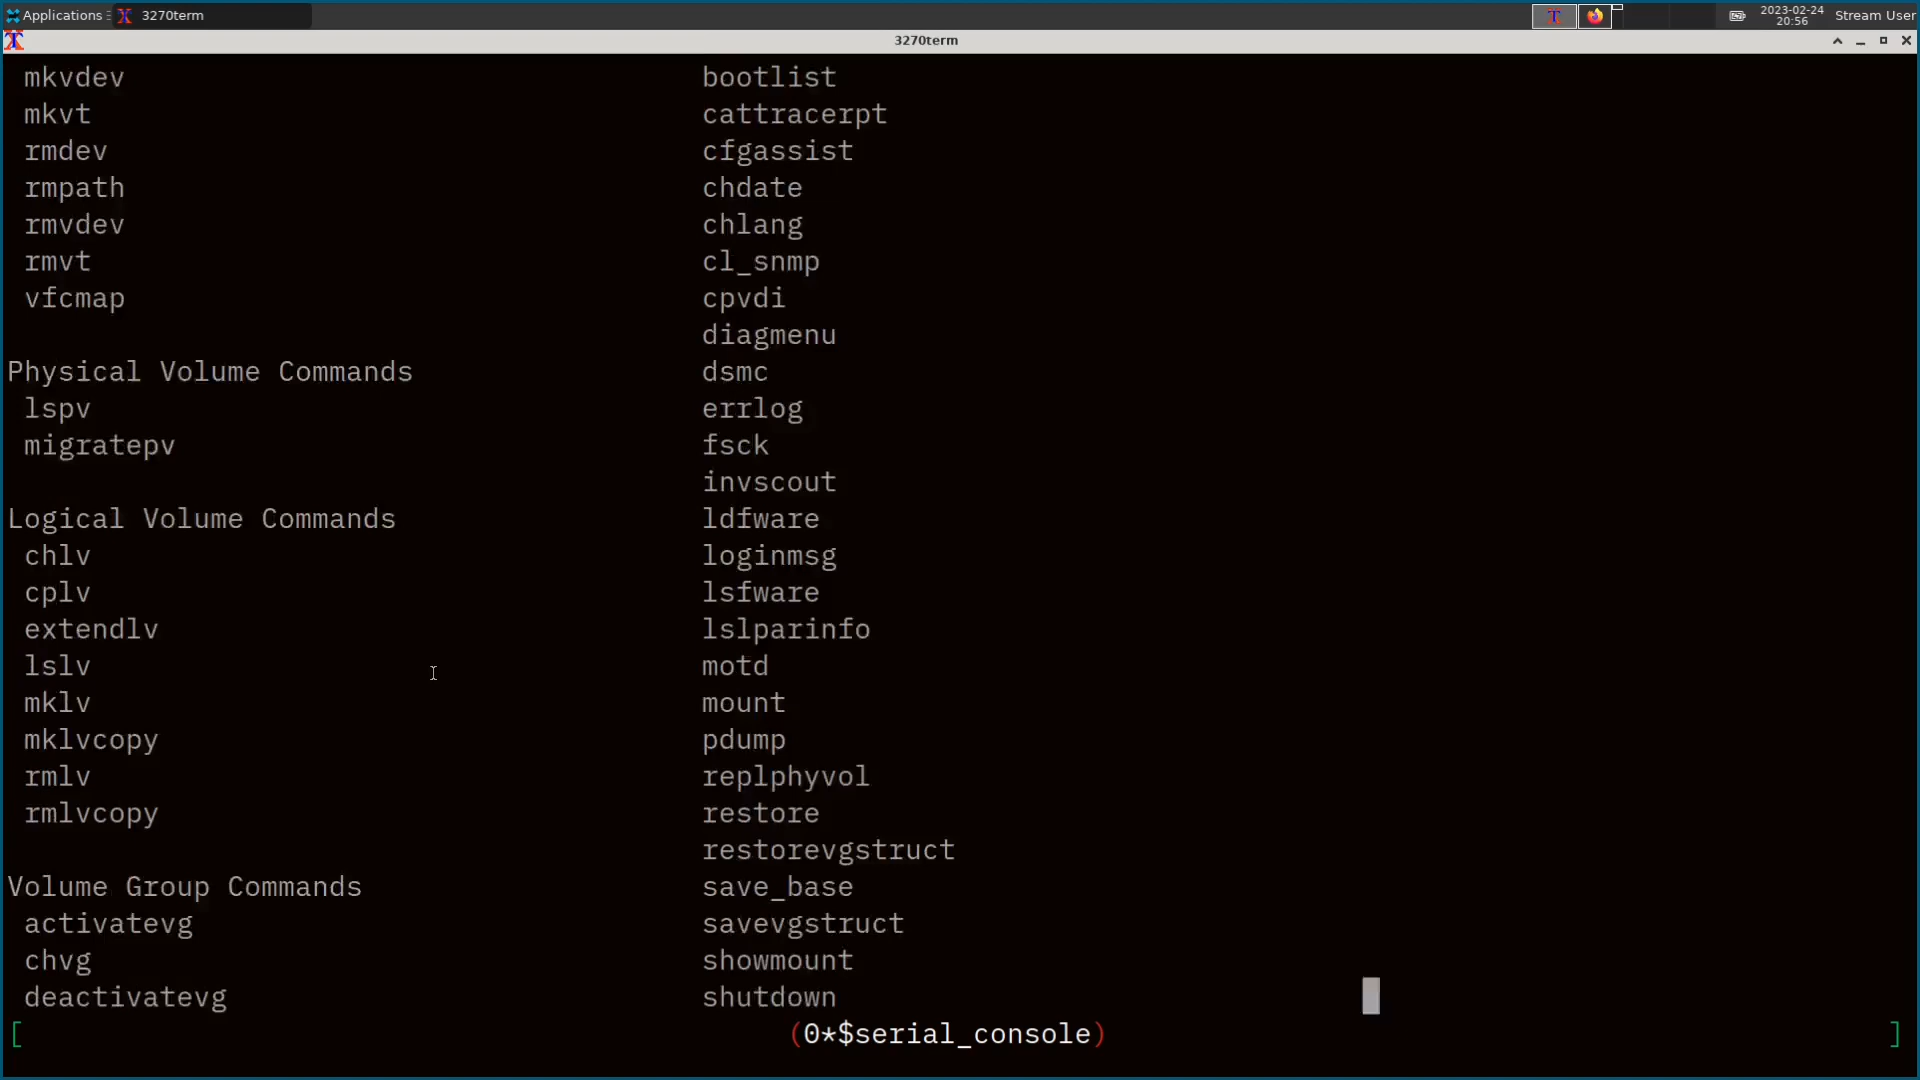 Applications
3270term
2023-02-24
20:56
Stream User
3270term
mkvdev bootlist
mkvt cattracerpt
rmdev cfgassist
rmpath chdate
rmvdev chlang
rmvt cl_snmp
vfcmap cpvdi
diagmenu
Physical Volume Commands dsmc
lspv errlog
migratepv fsck
invscout
Logical Volume Commands ldfware
chlv loginmsg
cplv lsfware
extendlv lslparinfo
lslv motd
mklv mount
mklvcopy pdump
rmlv replphyvol
rmlvcopy restore
restorevgstruct
Volume Group Commands save_base
activatevg savevgstruct
chvg showmount
deactivatevg shutdown
[ (0*$serial_console) ]